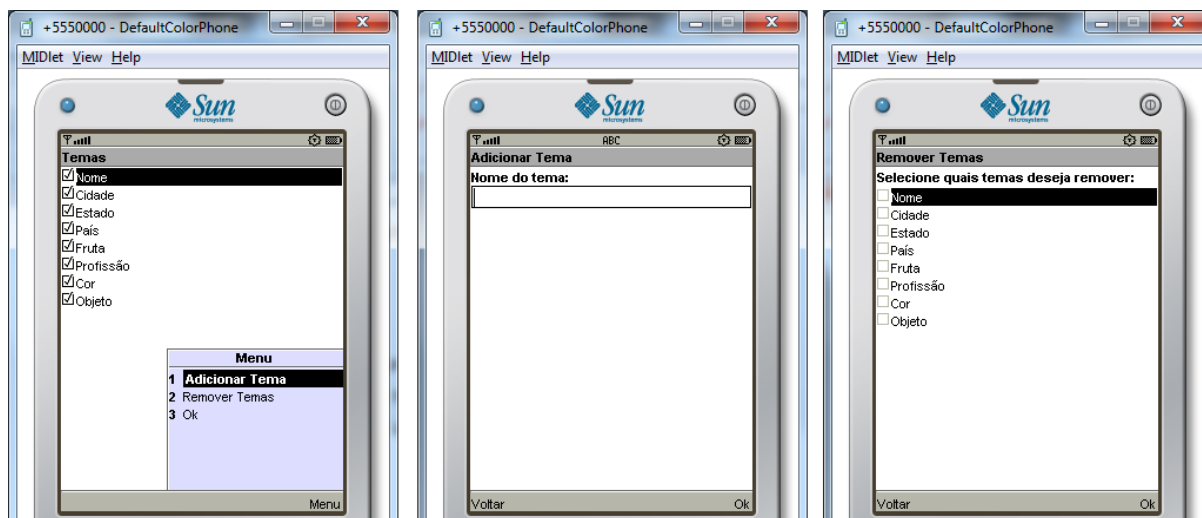 +5550000 - DefaultColorPhone
MIDlet View Help
Sun
microsystems
Temas
Nome
Cidade
Estado
País
Fruta
Profissão
Cor
Objeto
Menu
1 Adicionar Tema
2 Remover Temas
3 Ok
Menu
+5550000 - DefaultColorPhone
MIDlet View Help
Sun
microsystems
ABC
Adicionar Tema
Nome do tema:
Voltar Ok
+5550000 - DefaultColorPhone
MIDlet View Help
Sun
microsystems
Remover Temas
Selecione quais temas deseja remover:
Nome
Cidade
Estado
País
Fruta
Profissão
Cor
Objeto
Voltar Ok